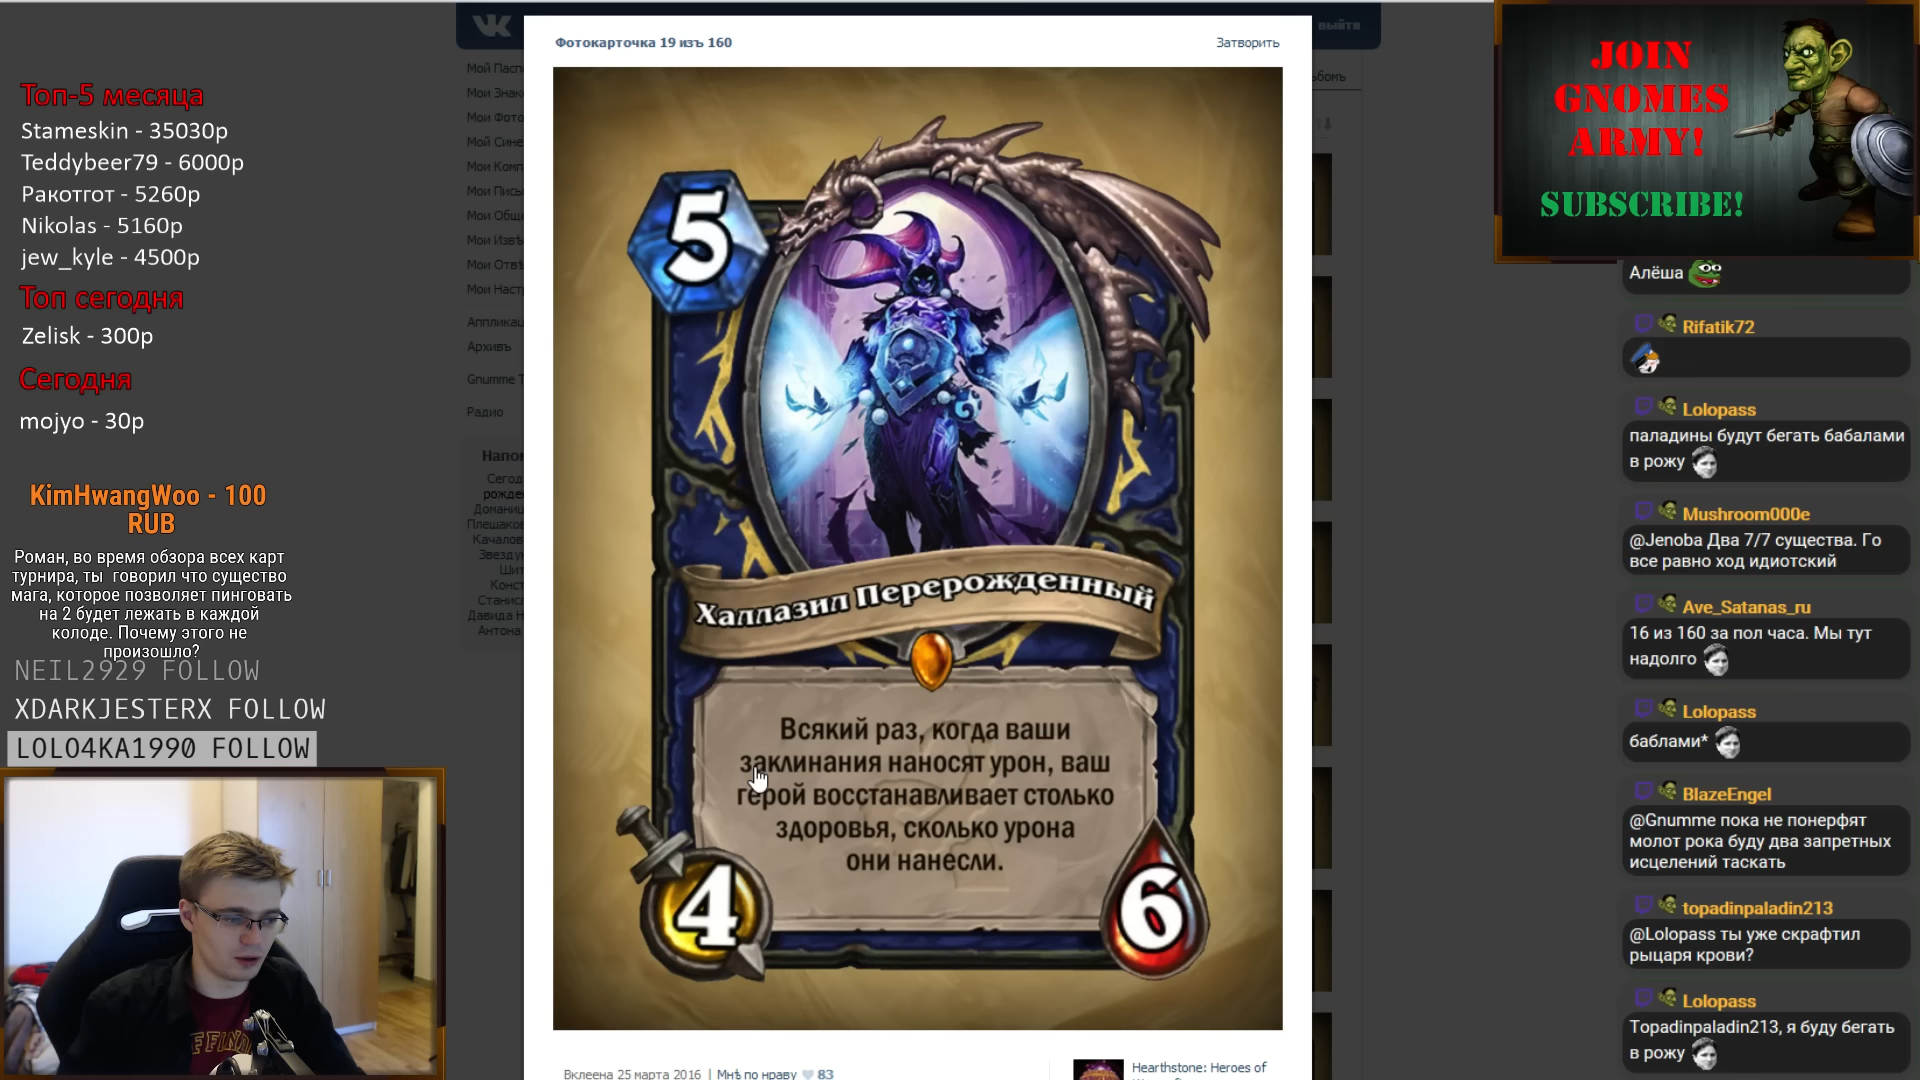 Топ-5 месяца
Stameskin - 35030р
Teddybeer79 - 6000р
Ракотгот - 5260р
Nikolas - 5160р
jew_kyle - 4500р
Топ сегодня
Zelisk - 300р
Сегодня
mojyo - 30р
KimHwangWoo - 100
RUB
Роман, во время обзора всех карт
турнира, ты говорил что существо
мага, которое позволяет пинговать
на 2 будет лежать в каждой
колоде. Почему этого не
произошло?
NEIL2929 FOLLOW
XDARKJESTERX FOLLOW
LOLO4KA1990 FOLLOW
Мои Фото
Архивъ
Радио
Фотокарточка 19 изъ 160
Затворить
выйти
5
Халлазил Перерожденный
Всякий раз, когда ваши
заклинания наносят урон, ваш
герой восстанавливает столько
здоровья, сколько урона
они нанесли.
4
6
Вклеена 25 марта 2016 | Мнѣ по нраву 83
Hearthstone: Heroes of
JOIN
GNOMES
ARMY!
SUBSCRIBE!
Алёша
Rifatik72
Lolopass
паладины будут бегать бабалами
в рожу
Mushroom000e
@Jenoba Два 7/7 существа. Го
все равно ход идиотский
Ave_Satanas_ru
16 из 160 за пол часа. Мы тут
надолго
Lolopass
баблами*
BlazeEngel
@Gnumme пока не понерфят
молот рока буду два запретных
исцелений таскать
topadinpaladin213
@Lolopass ты уже скрафтил
рыцаря крови?
Lolopass
Topadinpaladin213, я буду бегать
в рожу